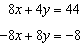 8x + 4y = 44
-8x + 8y = -8